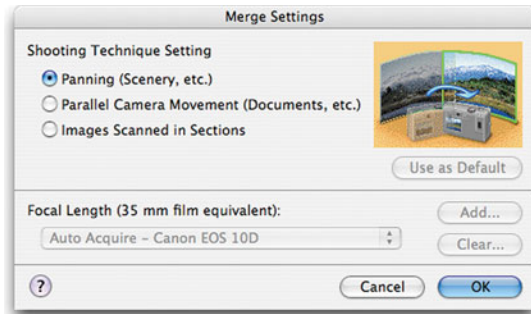 Merge Settings
Shooting Technique Setting
Panning (Scenery, etc.)
Parallel Camera Movement (Documents, etc.)
Images Scanned in Sections
Use as Default
Focal Length (35 mm film equivalent):
Add...
Auto Acquire – Canon EOS 10D
Clear...
?
Cancel
OK